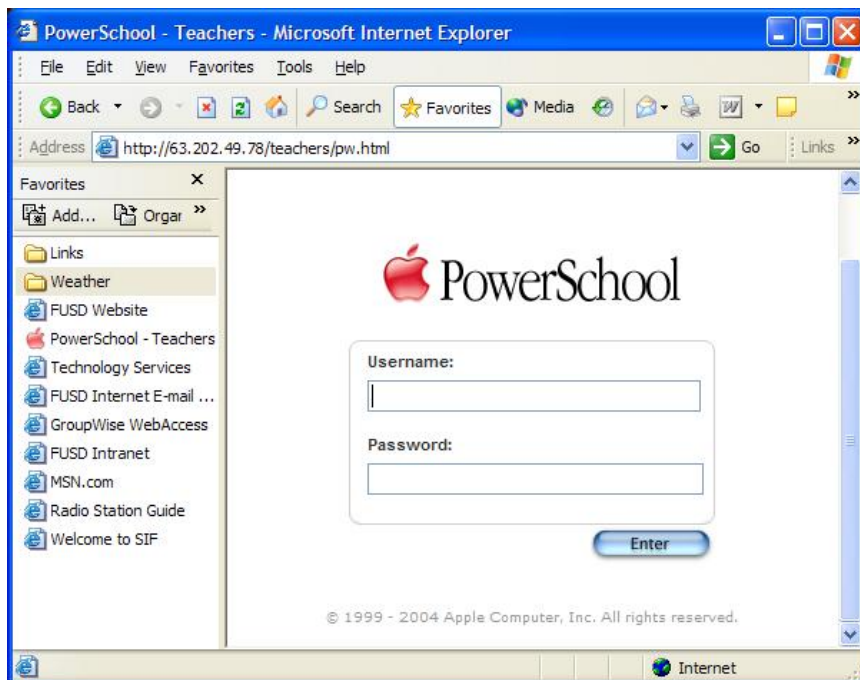 PowerSchool - Teachers - Microsoft Internet Explorer
File Edit View Favorites Tools Help
Back Search Favorites Media W »
Address http://63.202.49.78/teachers/pw.html Go Links »
Favorites ×
Add... Orgar »
Links
Weather
FUSD Website
PowerSchool - Teachers
Technology Services
FUSD Internet E-mail ...
GroupWise WebAccess
FUSD Intranet
MSN.com
Radio Station Guide
Welcome to SIF
PowerSchool
Username:
Password:
Enter
© 1999 - 2004 Apple Computer, Inc. All rights reserved.
Internet